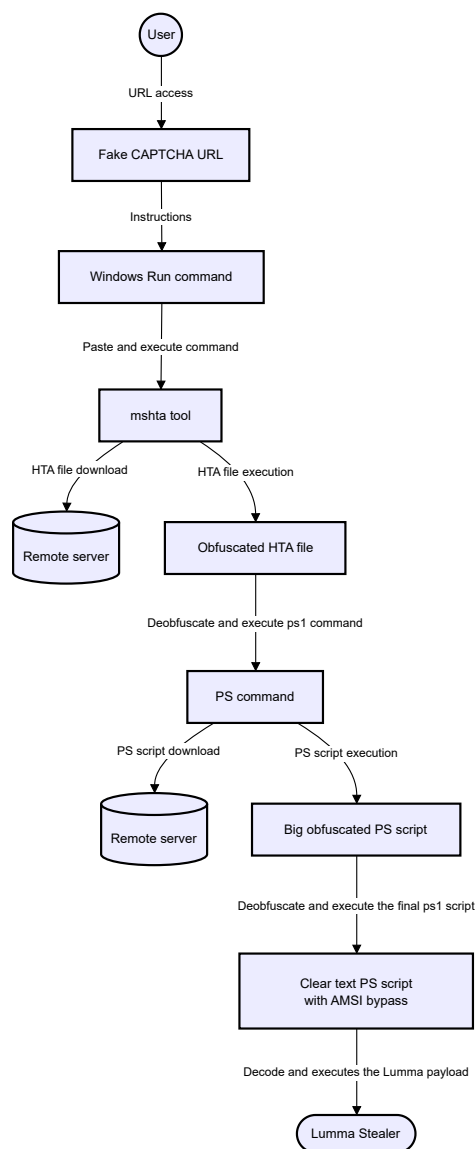 User
URL access
Fake CAPTCHA URL
Instructions
Windows Run command
Paste and execute command
mshta tool
HTA file download
HTA file execution
Remote server
Obfuscated HTA file
Deobfuscate and execute ps1 command
PS command
PS script download
PS script execution
Remote server
Big obfuscated PS script
Deobfuscate and execute the final ps1 script
Clear text PS script
with AMSI bypass
Decode and executes the Lumma payload
Lumma Stealer